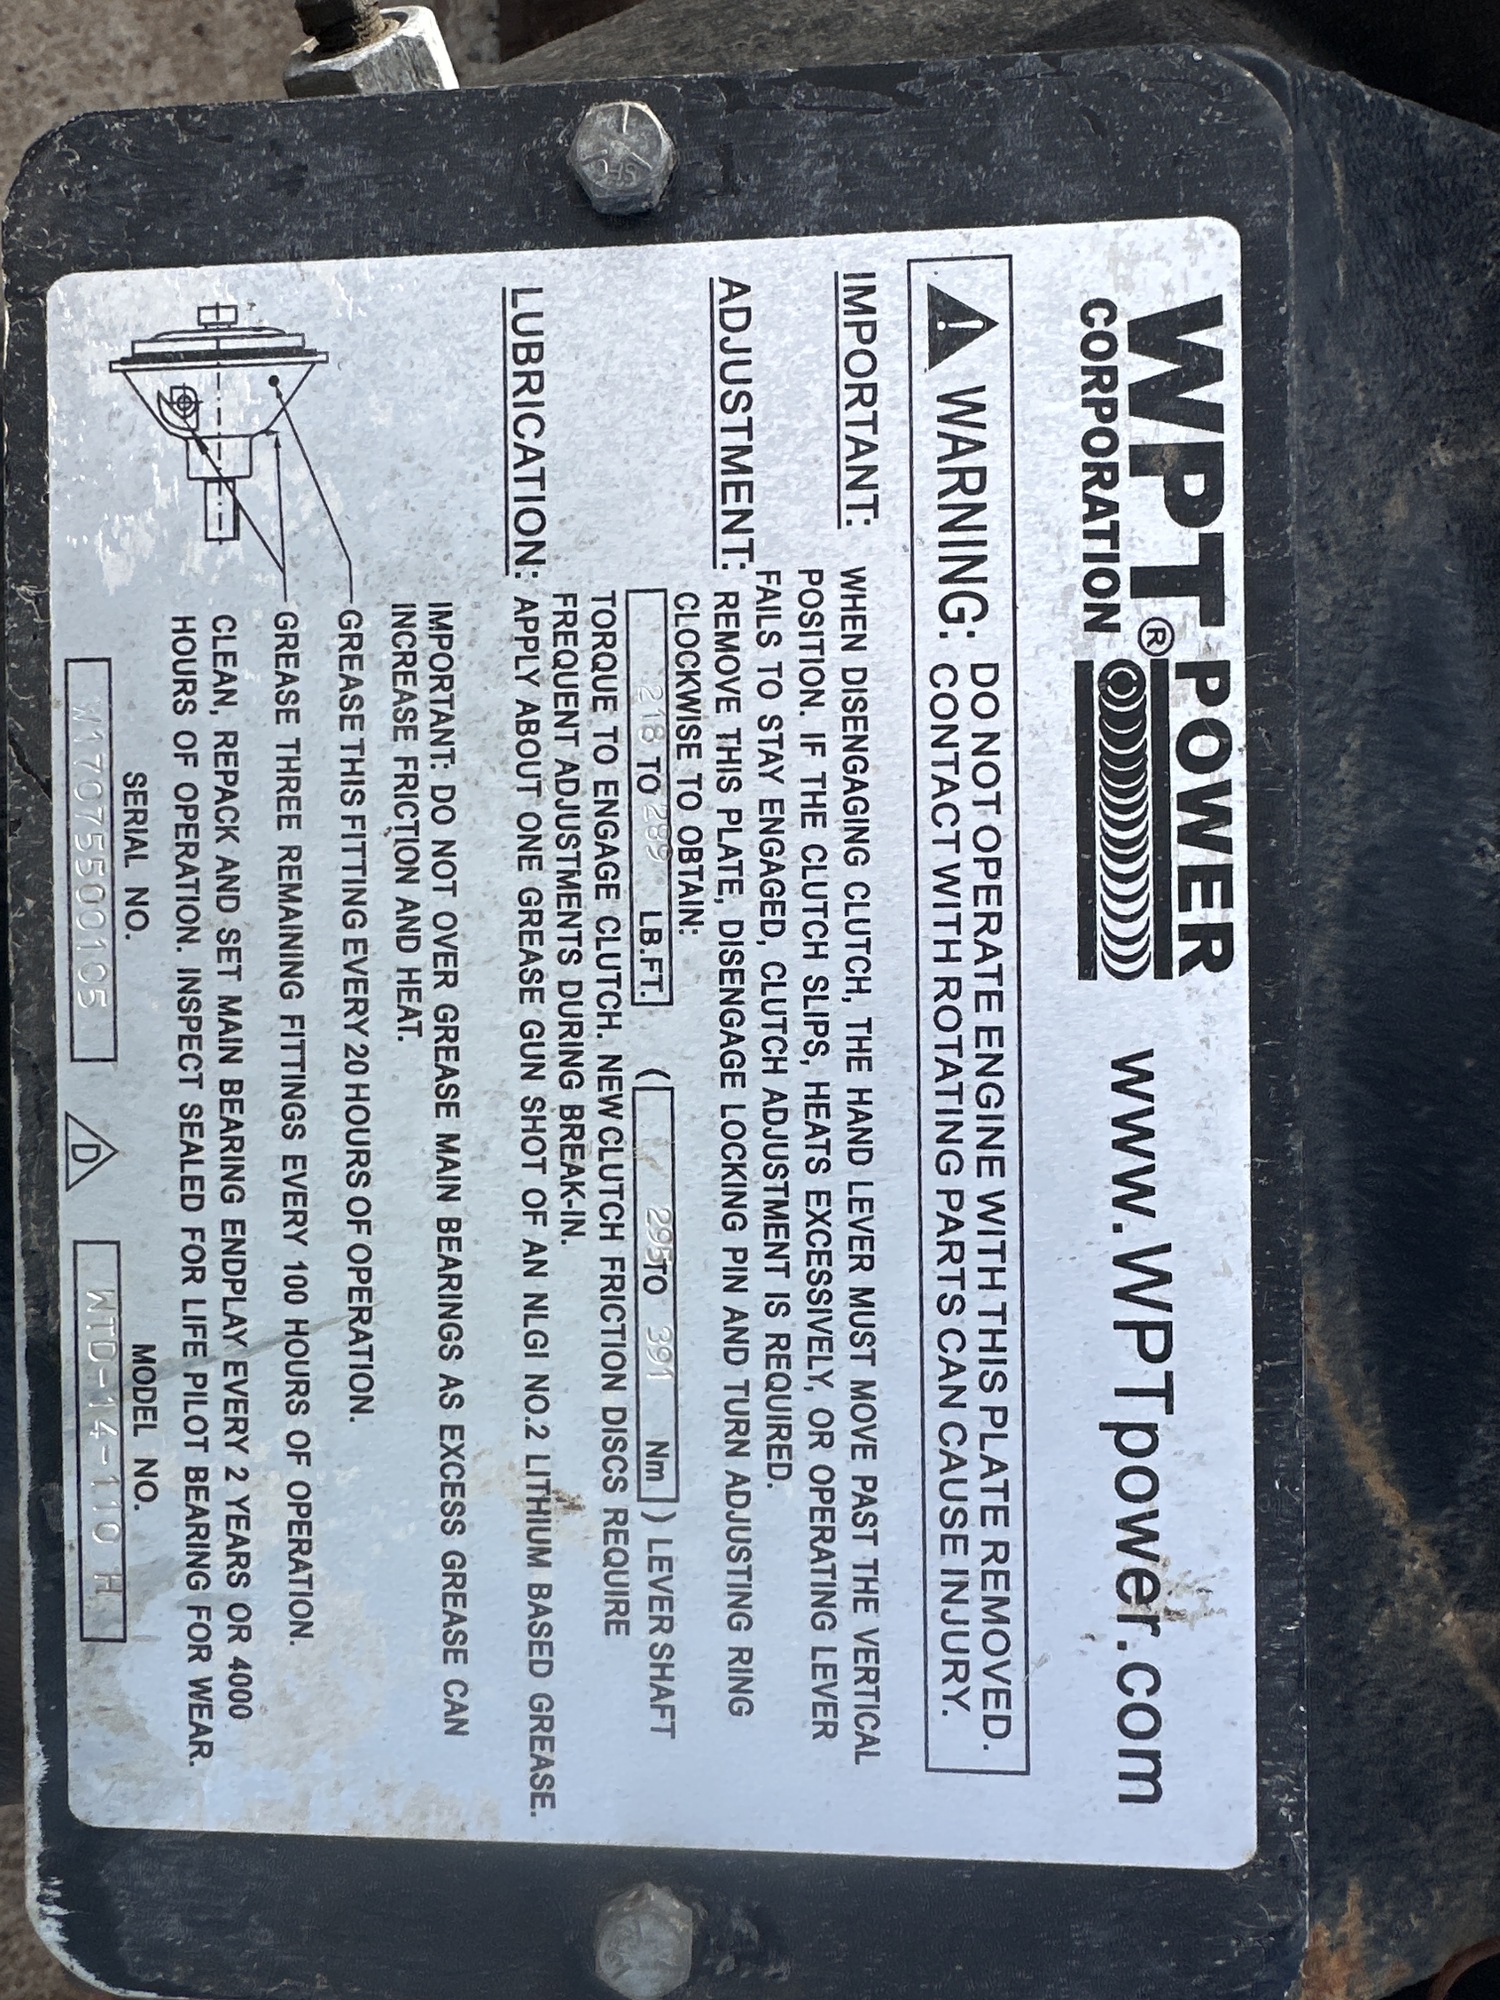 WPT POWER
®
CORPORATION
www.WPTpower.com
WARNING: DO NOT OPERATE ENGINE WITH THIS PLATE REMOVED.
CONTACT WITH ROTATING PARTS CAN CAUSE INJURY.
IMPORTANT: WHEN DISENGAGING CLUTCH, THE HAND LEVER MUST MOVE PAST THE VERTICAL
POSITION. IF THE CLUTCH SLIPS, HEATS EXCESSIVELY, OR OPERATING LEVER
FAILS TO STAY ENGAGED, CLUTCH ADJUSTMENT IS REQUIRED.
ADJUSTMENT: REMOVE THIS PLATE, DISENGAGE LOCKING PIN AND TURN ADJUSTING RING
CLOCKWISE TO OBTAIN:
218 TO 289 LB.FT. ( 295 TO 391 Nm ) LEVER SHAFT
TORQUE TO ENGAGE CLUTCH. NEW CLUTCH FRICTION DISCS REQUIRE
FREQUENT ADJUSTMENTS DURING BREAK-IN.
LUBRICATION: APPLY ABOUT ONE GREASE GUN SHOT OF AN NLGI NO.2 LITHIUM BASED GREASE.
IMPORTANT: DO NOT OVER GREASE MAIN BEARINGS AS EXCESS GREASE CAN
INCREASE FRICTION AND HEAT.
GREASE THIS FITTING EVERY 20 HOURS OF OPERATION.
GREASE THREE REMAINING FITTINGS EVERY 100 HOURS OF OPERATION.
CLEAN, REPACK AND SET MAIN BEARING ENDPLAY EVERY 2 YEARS OR 4000
HOURS OF OPERATION. INSPECT SEALED FOR LIFE PILOT BEARING FOR WEAR.
SERIAL NO.
MODEL NO.
D
WTD-14-110 H